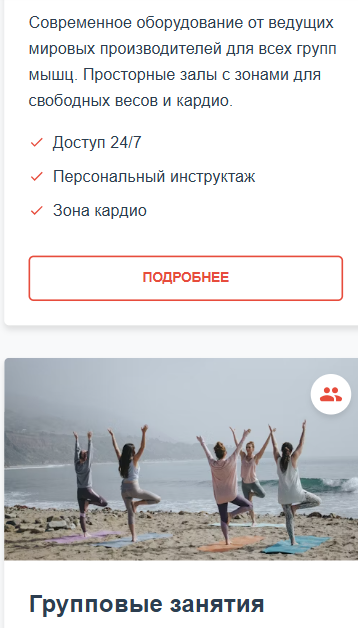 Современное оборудование от ведущих
мировых производителей для всех групп
мышц. Просторные залы с зонами для
свободных весов и кардио.
Доступ 24/7
Персональный инструктаж
Зона кардио
ПОДРОБНЕЕ
Групповые занятия